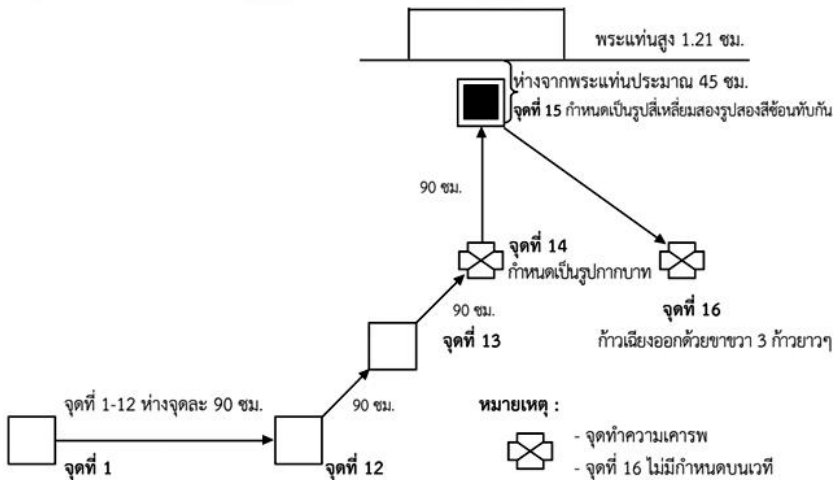 พระแท่นสูง 1.21 ซม.
ห่างจากพระแท่นประมาณ 45 ซม.
จุดที่ 15 กำหนดเป็นรูปสี่เหลี่ยมสองรูปสองสีซ้อนทับกัน
90 ซม.
จุดที่ 14
กำหนดเป็นรูปกากบาท
90 ซม.
จุดที่ 16
จุดที่ 13
ก้าวเฉียงออกด้วยขาขวา 3 ก้าวยาวๆ
จุดที่ 1-12 ห่างจุดละ 90 ซม.
90 ซม.
หมายเหตุ :
- จุดทำความเคารพ
- จุดที่ 16 ไม่มีกำหนดบนเวที
จุดที่ 1
จุดที่ 12